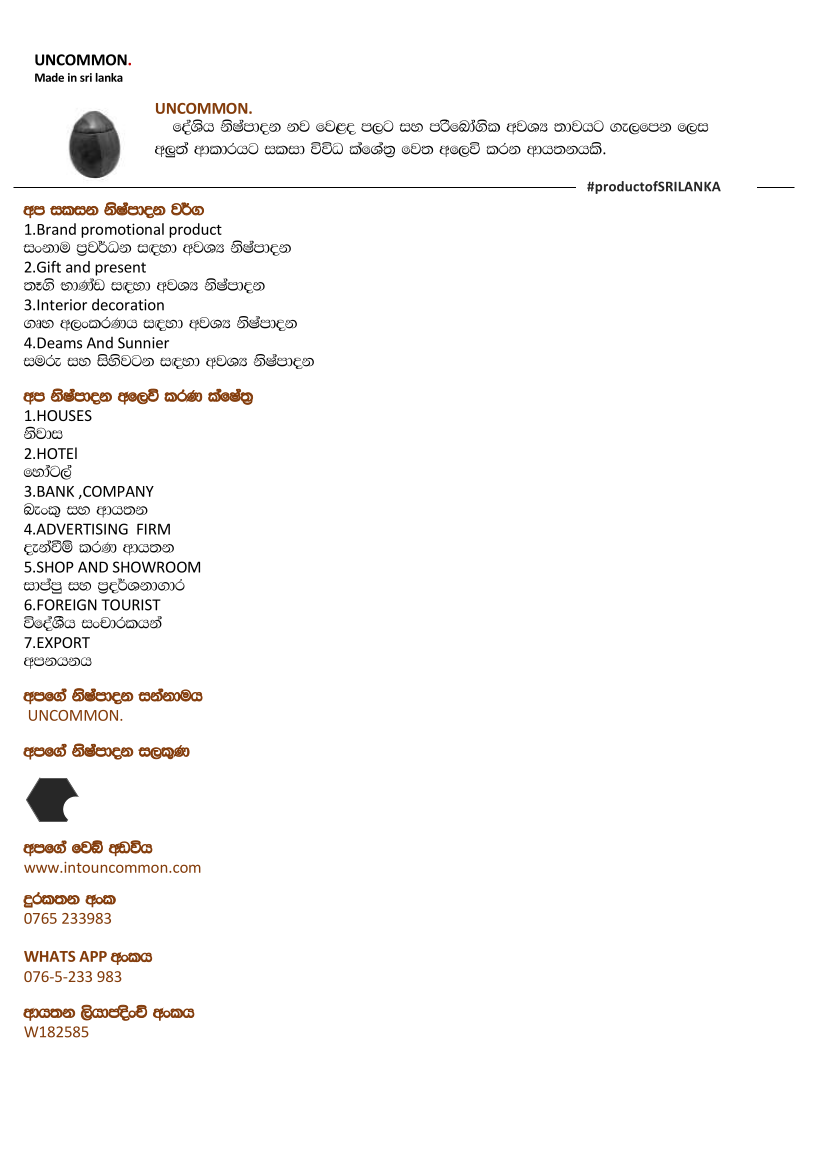 UNCOMMON.
Made in sri lanka
UNCOMMON.
දේශිය නිෂ්පාදන නව වෙළද පලට සහ පරිබෝගික අවශ්‍ය තාවයට ගැලපෙන ලෙස
අලුත් ආකාරයට සකසා විවිධ ක්ශේත්‍ර වෙත අලෙවි කරන ආයතනයකි.
#productofSRILANKA
අප සකසන නිෂ්පාදන වර්ග
1.Brand promotional product
සංනාම ප්‍රවර්ධන සඳහා අවශ්‍ය නිෂ්පාදන
2.Gift and present
තෑගි භාණ්ඩ සඳහා අවශ්‍ය නිෂ්පාදන
3.Interior decoration
ගෘහ අලංකරණය සඳහා අවශ්‍ය නිෂ්පාදන
4.Deams And Sunnier
සමරු සහ සිහිවටන සඳහා අවශ්‍ය නිෂ්පාදන
අප නිෂ්පාදන අලෙවි කරණ ක්ෂේත්‍ර
1.HOUSES
නිවාස
2.HOTEl
හෝටල්
3.BANK ,COMPANY
බැංකු සහ ආයතන
4.ADVERTISING FIRM
දැන්වීම් කරණ ආයතන
5.SHOP AND SHOWROOM
සාප්පු සහ ප්‍රදර්ශනාගාර
6.FOREIGN TOURIST
විදේශීය සංචාරකයන්
7.EXPORT
අපනයනය
අපගේ නිෂ්පාදන සන්නාමය
UNCOMMON.
අපගේ නිෂ්පාදන සලකුණ
අපගේ වෙබ් අඩවිය
www.intouncommon.com
දුරකතන අංක
0765 233983
WHATS APP අංකය
076-5-233 983
ආයතන ලියාපදිංචි අංකය
W182585